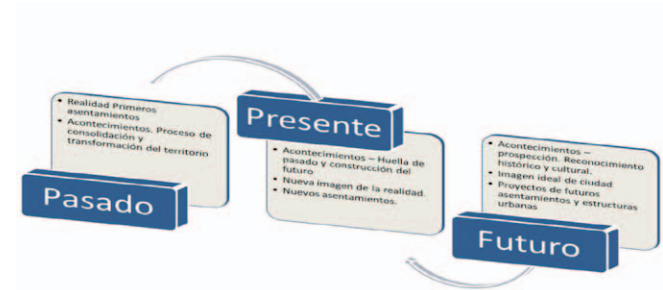 • Realidad Primeros
asentamientos
• Acontecimientos. Proceso de
consolidación y
transformación del territorio
Pasado
Presente
• Acontecimientos – Huella de
pasado y construcción del
futuro
• Nueva imagen de la realidad.
• Nuevos asentamientos.
• Acontecimientos –
prospección. Reconocimiento
histórico y cultural.
• Imagen ideal de ciudad
• Proyectos de futuros
asentamientos y estructuras
urbanas
Futuro